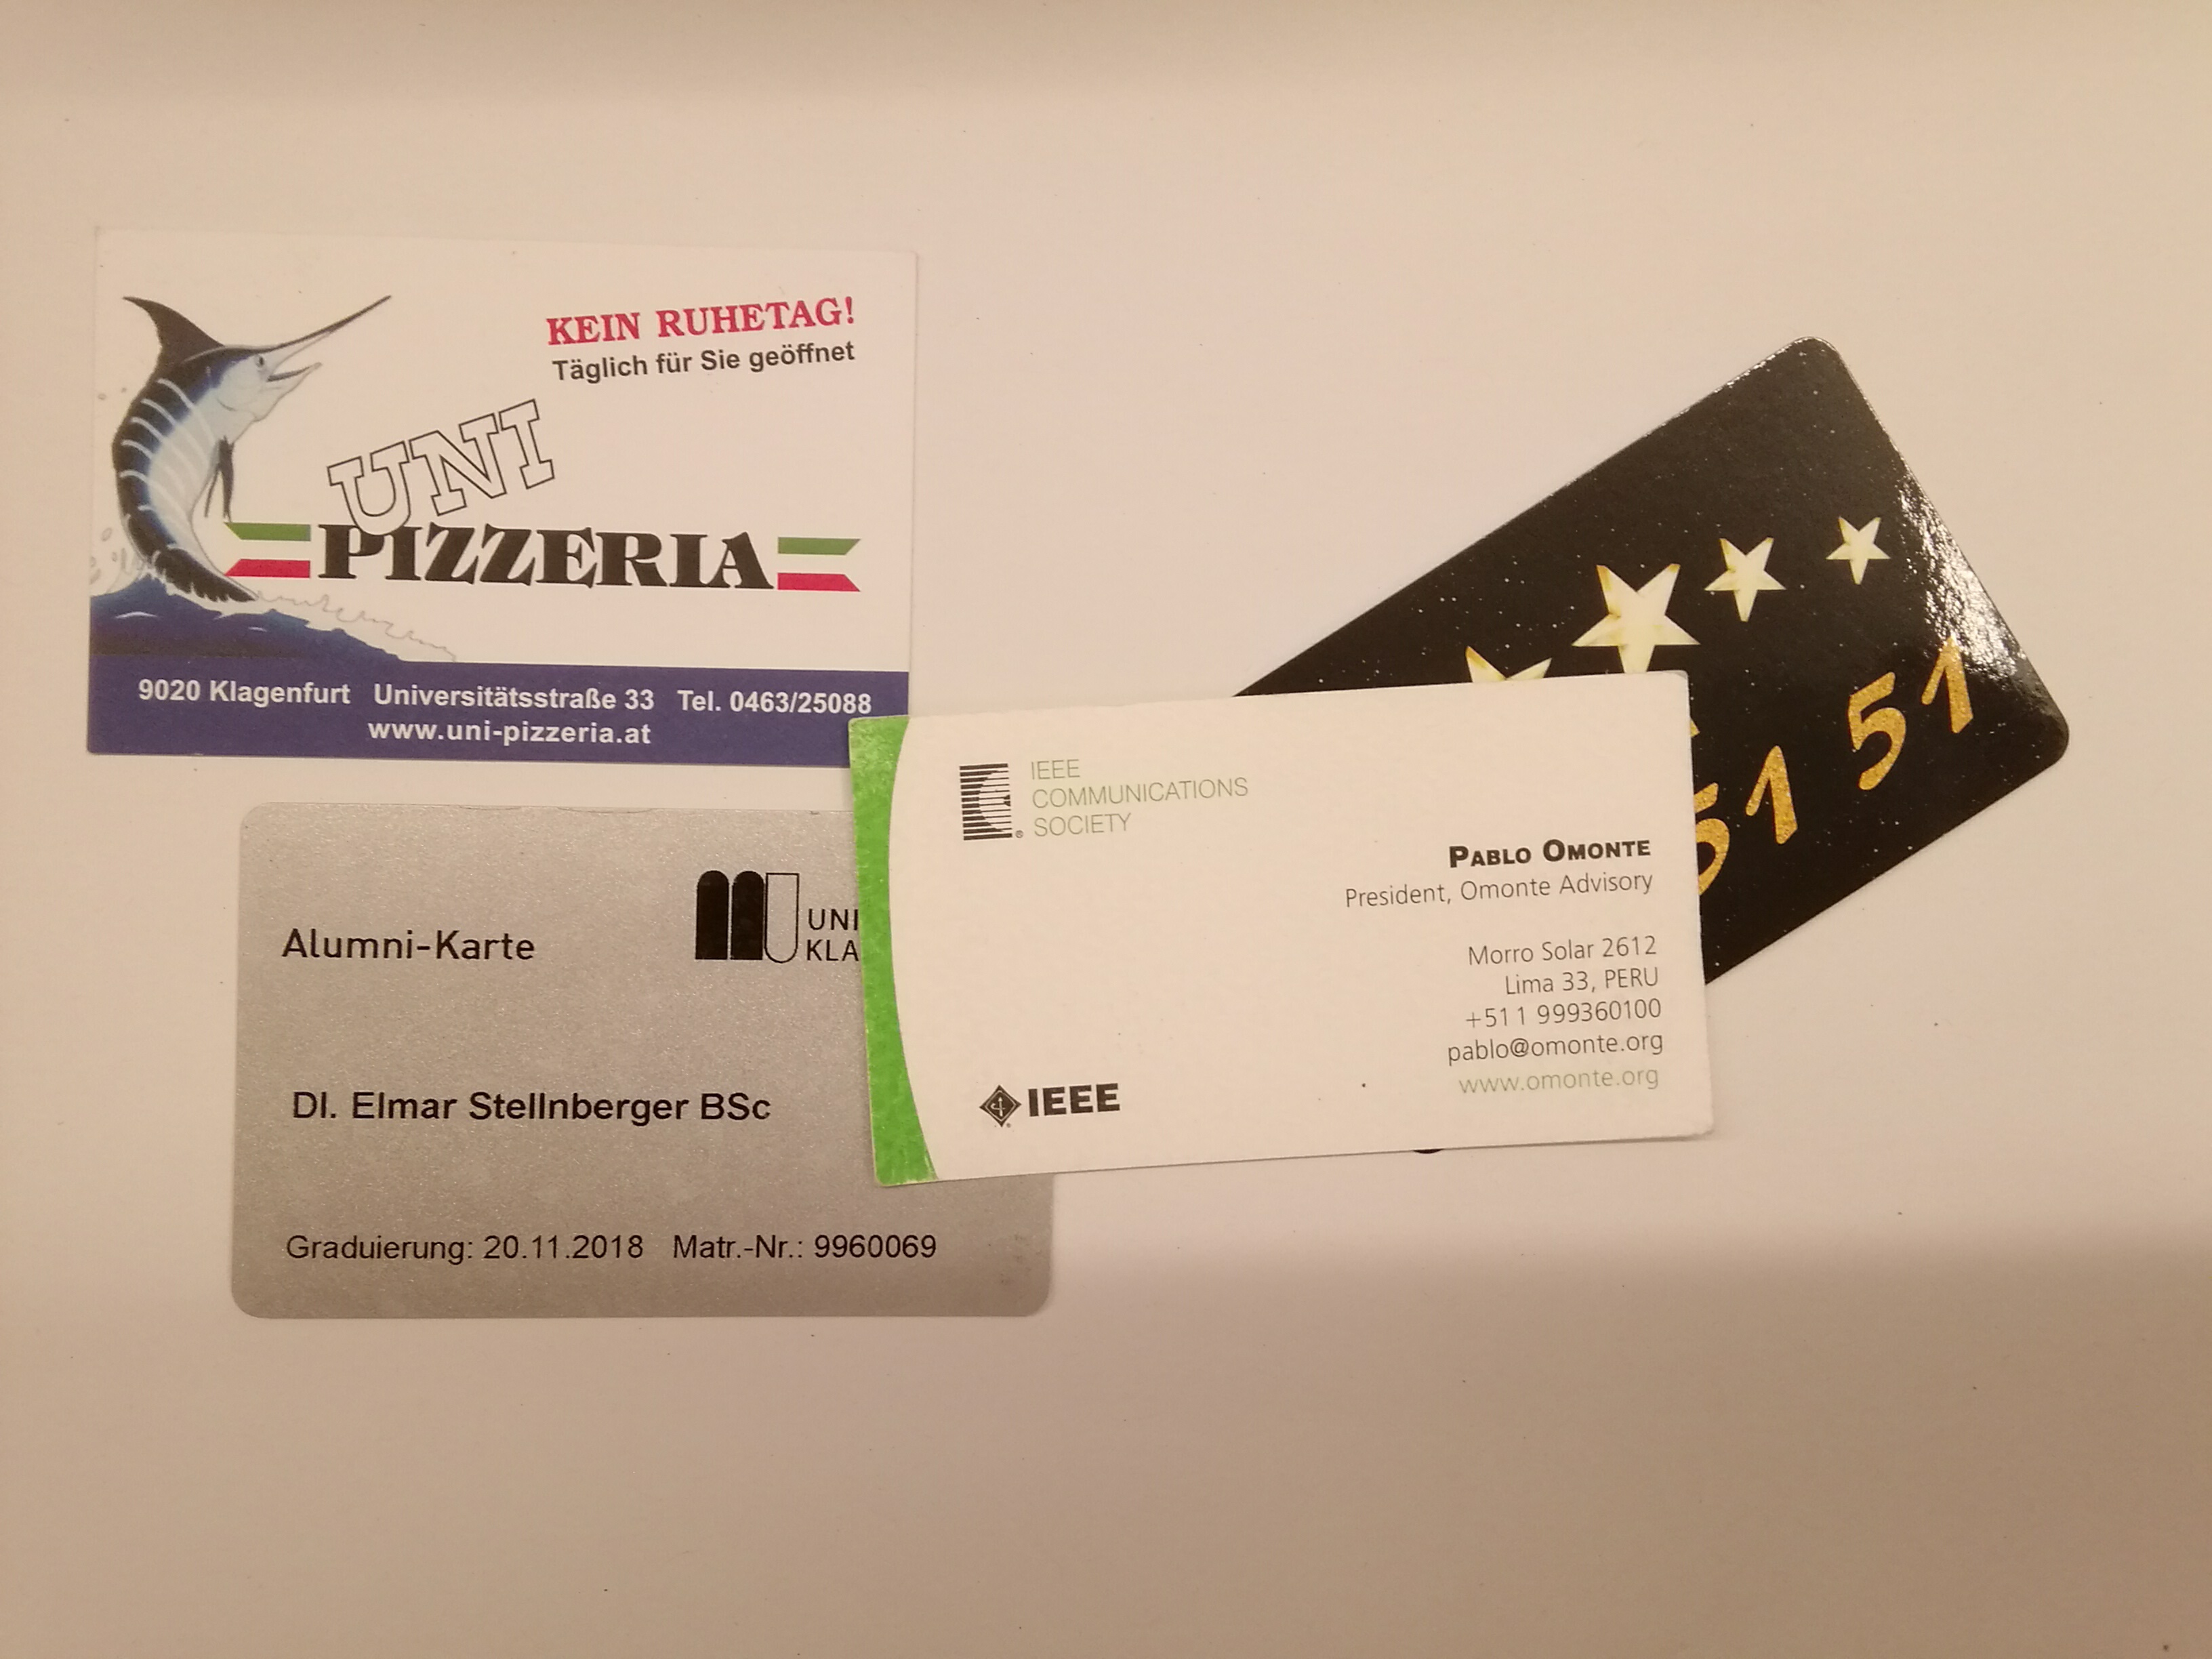 KEIN RUHETAG!
Täglich für Sie geöffnet
UNI
PIZZERIA
9020 Klagenfurt Universitätsstraße 33 Tel. 0463/25088
www.uni-pizzeria.at
51 51
IEEE
COMMUNICATIONS
SOCIETY
PABLO OMONTE
President, Omonte Advisory
Morro Solar 2612
Lima 33, PERU
+51 1 999360100
pablo@omonte.org
www.omonte.org
IEEE
Alumni-Karte
UNI
KLA
DI. Elmar Stellnberger BSc
Graduierung: 20.11.2018 Matr.-Nr.: 9960069